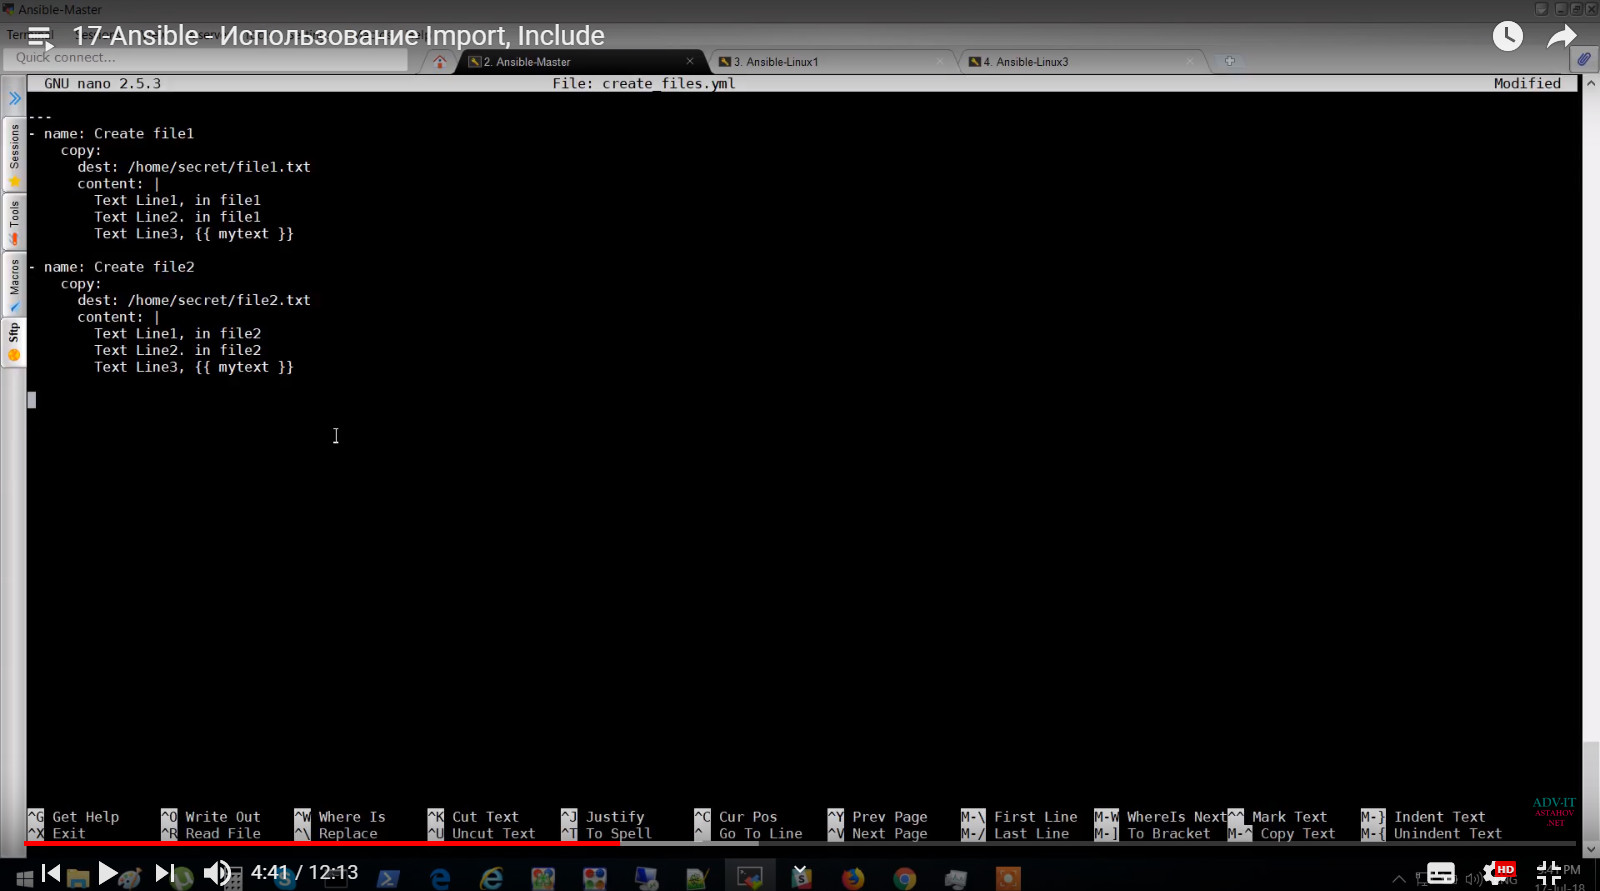 Ansible-Master
17-Ansible - Использование Import, Include
Quick connect...
2. Ansible-Master
3. Ansible-Linux1
4. Ansible-Linux3
GNU nano 2.5.3 File: create_files.yml Modified
---
- name: Create file1
copy:
dest: /home/secret/file1.txt
content: |
Text Line1, in file1
Text Line2. in file1
Text Line3, {{ mytext }}
- name: Create file2
copy:
dest: /home/secret/file2.txt
content: |
Text Line1, in file2
Text Line2. in file2
Text Line3, {{ mytext }}
Sessions
Tools
Macros
Sftp
^G Get Help ^O Write Out ^W Where Is ^K Cut Text ^J Justify ^C Cur Pos ^Y Prev Page M-\ First Line M-W WhereIs Next ^^ Mark Text M-} Indent Text
^X Exit ^R Read File ^\ Replace ^U Uncut Text ^T To Spell ^_ Go To Line ^V Next Page M-/ Last Line M-] To Bracket M-^ Copy Text M-{ Unindent Text
ADV-IT
ASTAHOV
.NET
4:41 / 12:13
HD